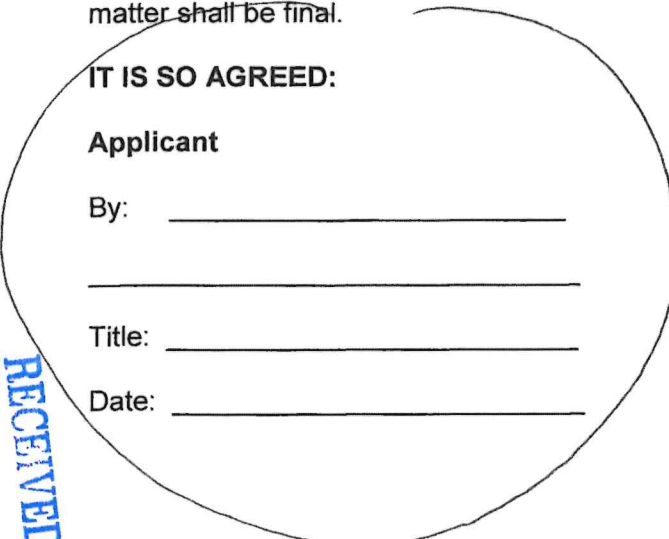 matter shall be final.
IT IS SO AGREED:
Applicant
By:
Title:
Date:
RECEIVED